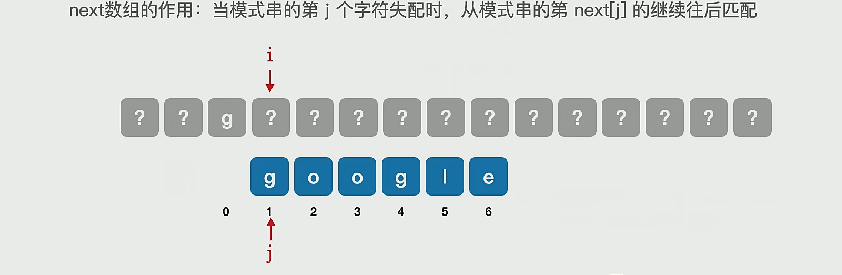 next数组的作用：当模式串的第 j 个字符失配时，从模式串的第 next[j] 的继续往后匹配
i
? ? g ? ? ? ? ? ? ? ? ? ? ? ?
g o o g l e
0 1 2 3 4 5 6
j